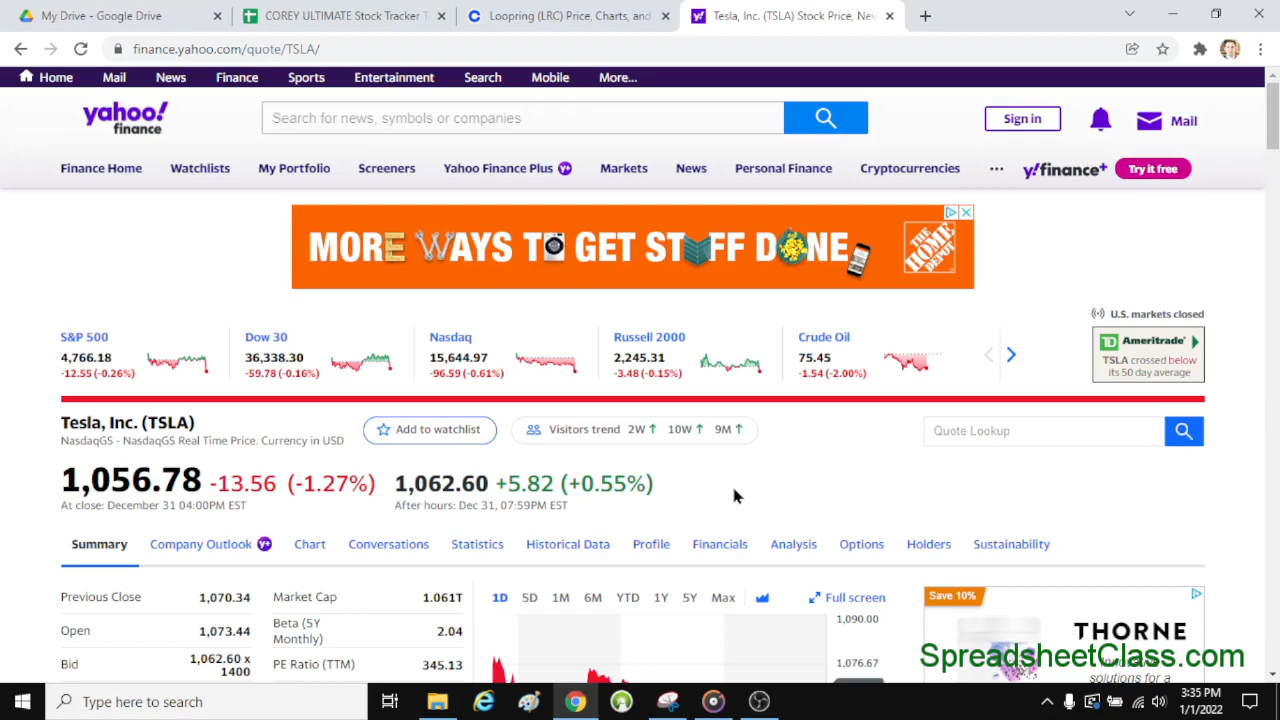 My Drive - Google Drive
COREY ULTIMATE Stock Tracker T
Loopring (LRC) Price, Charts, and
Tesla, Inc. (TSLA) Stock Price, Nev
finance.yahoo.com/quote/TSLA/
Home Mail News Finance Sports Entertainment Search Mobile More...
yahoo!
finance
Search for news, symbols or companies
Sign in
Mail
Finance Home Watchlists My Portfolio Screeners Yahoo Finance Plus Y+ Markets News Personal Finance Cryptocurrencies ... y!finance+ Try it free
MORE WAYS TO GET STUFF DONE
THE HOME DEPOT
U.S. markets closed
S&P 500
4,766.18
-12.55 (-0.26%)
Dow 30
36,338.30
-59.78 (-0.16%)
Nasdaq
15,644.97
-96.59 (-0.61%)
Russell 2000
2,245.31
-3.48 (-0.15%)
Crude Oil
75.45
-1.54 (-2.00%)
TD Ameritrade
TSLA crossed below
its 50 day average
Tesla, Inc. (TSLA)
NasdaqGS - NasdaqGS Real Time Price. Currency in USD
Add to watchlist
Visitors trend 2W↑ 10W↑ 9M↑
Quote Lookup
1,056.78 -13.56 (-1.27%)
At close: December 31 04:00PM EST
1,062.60 +5.82 (+0.55%)
After hours: Dec 31, 07:59PM EST
Summary Company Outlook Y+ Chart Conversations Statistics Historical Data Profile Financials Analysis Options Holders Sustainability
Previous Close 1,070.34
Open 1,073.44
Bid 1,062.60 x
1400
Market Cap 1.061T
Beta (5Y
Monthly) 2.04
PE Ratio (TTM) 345.13
1D 5D 1M 6M YTD 1Y 5Y Max
Full screen
1,090.00
1,076.67
Save 10%
THORNE
solutions for a
SpreadsheetClass.com
Type here to search
3:35 PM
1/1/2022